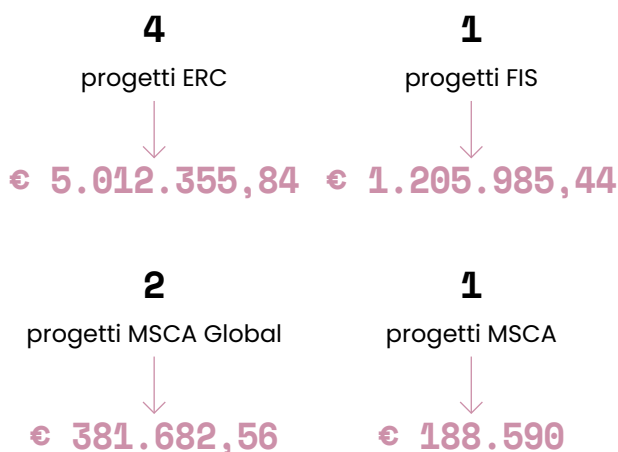 4
progetti ERC
€ 5.012.355,84
1
progetti FIS
€ 1.205.985,44
2
progetti MSCA Global
€ 381.682,56
1
progetti MSCA
€ 188.590